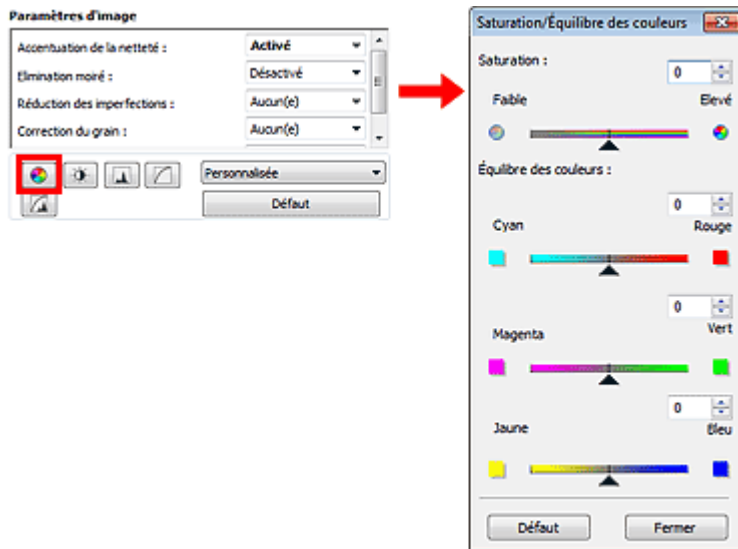 Paramètres d'image
Accentuation de la netteté : Activé
Elimination moiré : Désactivé
Réduction des imperfections : Aucun(e)
Correction du grain : Aucun(e)
Personnalisée
Défaut
Saturation/Équilibre des couleurs
Saturation :
0
Faible Elevé
Équilibre des couleurs :
0
Cyan Rouge
0
Magenta Vert
0
Jaune Bleu
Défaut Fermer